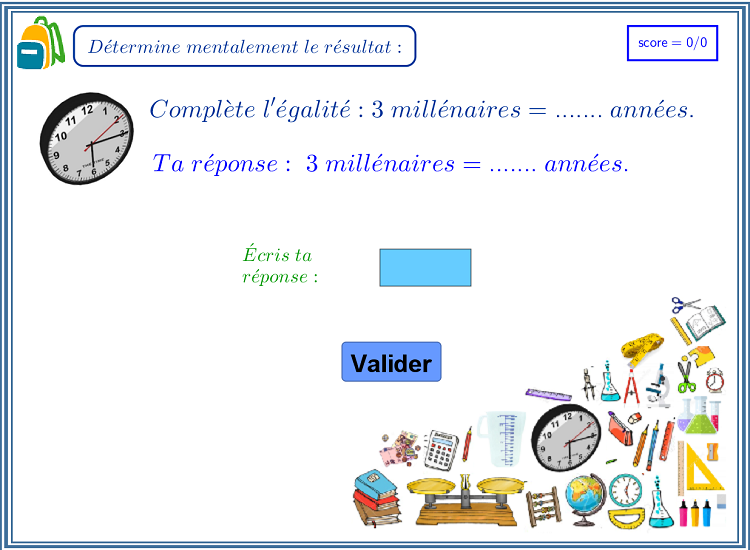 Détermine mentalement le résultat :
score = 0/0
Complète l'égalité : 3 millénaires = ....... années.
Ta réponse : 3 millénaires = ....... années.
Écris ta
réponse :
Valider